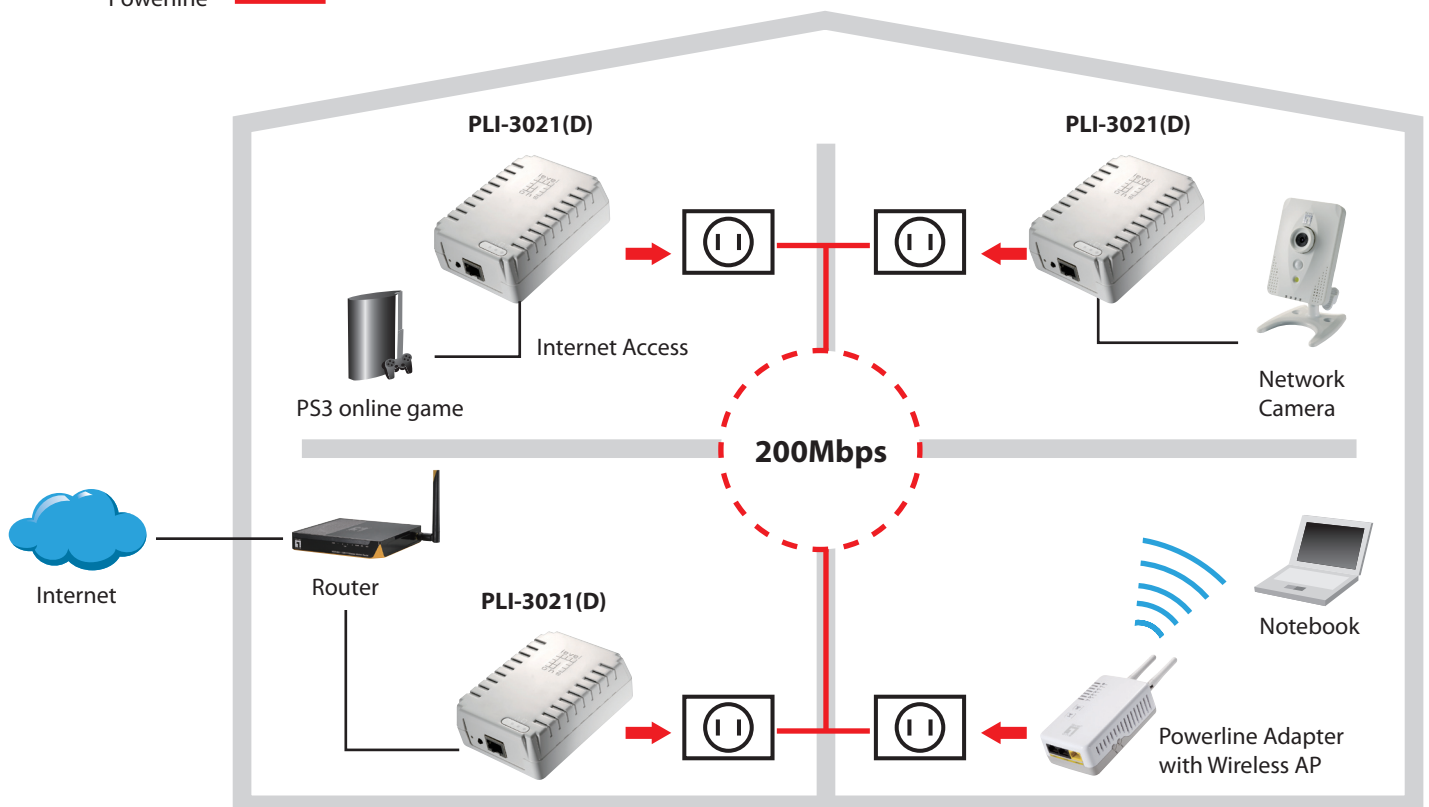 Powerline
PLI-3021(D)
PLI-3021(D)
Internet Access
PS3 online game
Network
Camera
200Mbps
Internet
Router
PLI-3021(D)
Notebook
Powerline Adapter
with Wireless AP